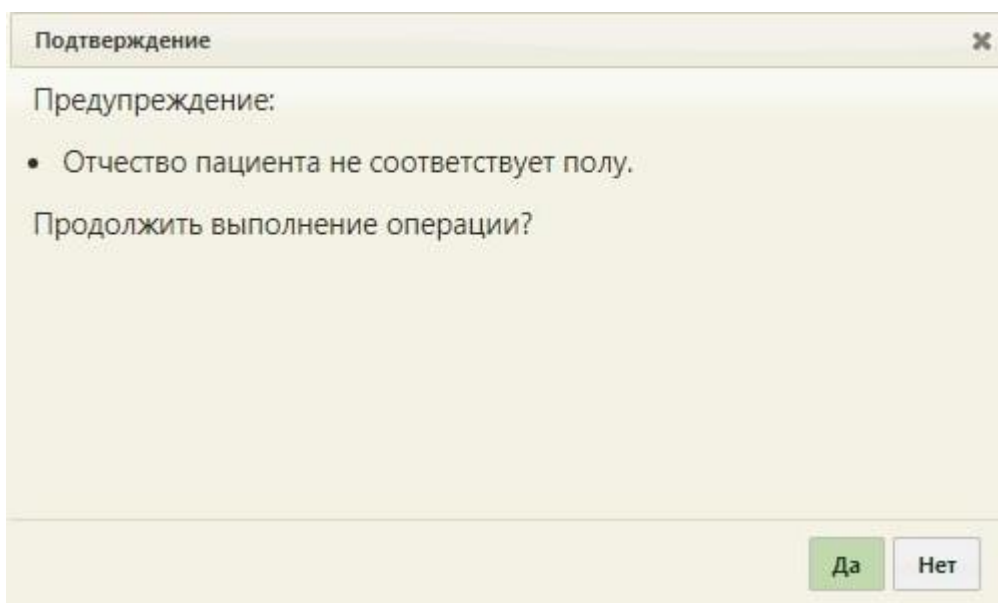 Подтверждение
Предупреждение:
• Отчество пациента не соответствует полу.
Продолжить выполнение операции?
Да Нет